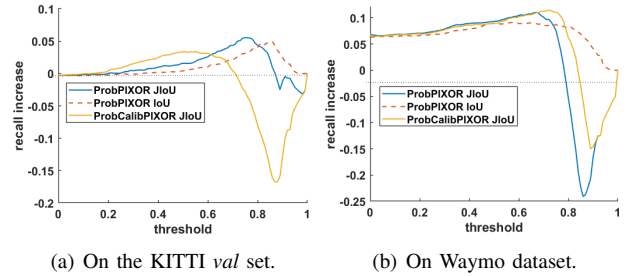 0.1
0.05
0
-0.05
-0.1
-0.15
-0.2
recall increase
ProbPIXOR JIoU
ProbPIXOR IoU
ProbCalibPIXOR JIoU
0 0.2 0.4 0.6 0.8 1
threshold
(a) On the KITTI val set.
0.1
0.05
0
-0.05
-0.1
-0.15
-0.2
-0.25
recall increase
ProbPIXOR JIoU
ProbPIXOR IoU
ProbCalibPIXOR JIoU
0 0.2 0.4 0.6 0.8 1
threshold
(b) On Waymo dataset.